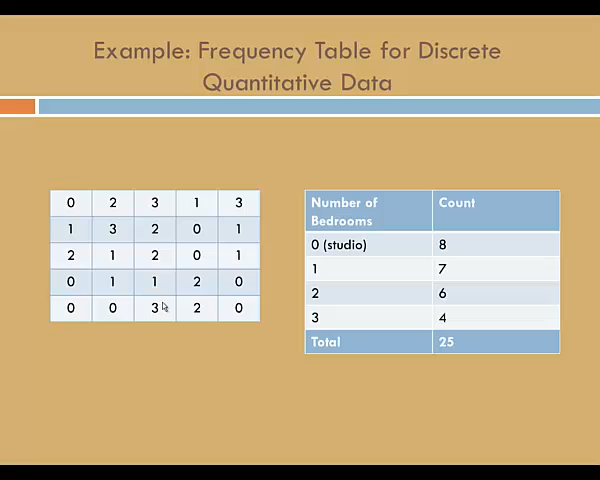 Example: Frequency Table for Discrete
Quantitative Data
0 2 3 1 3
1 3 2 0 1
2 1 2 0 1
0 1 1 2 0
0 0 3 2 0
Number of Bedrooms Count
0 (studio) 8
1 7
2 6
3 4
Total 25